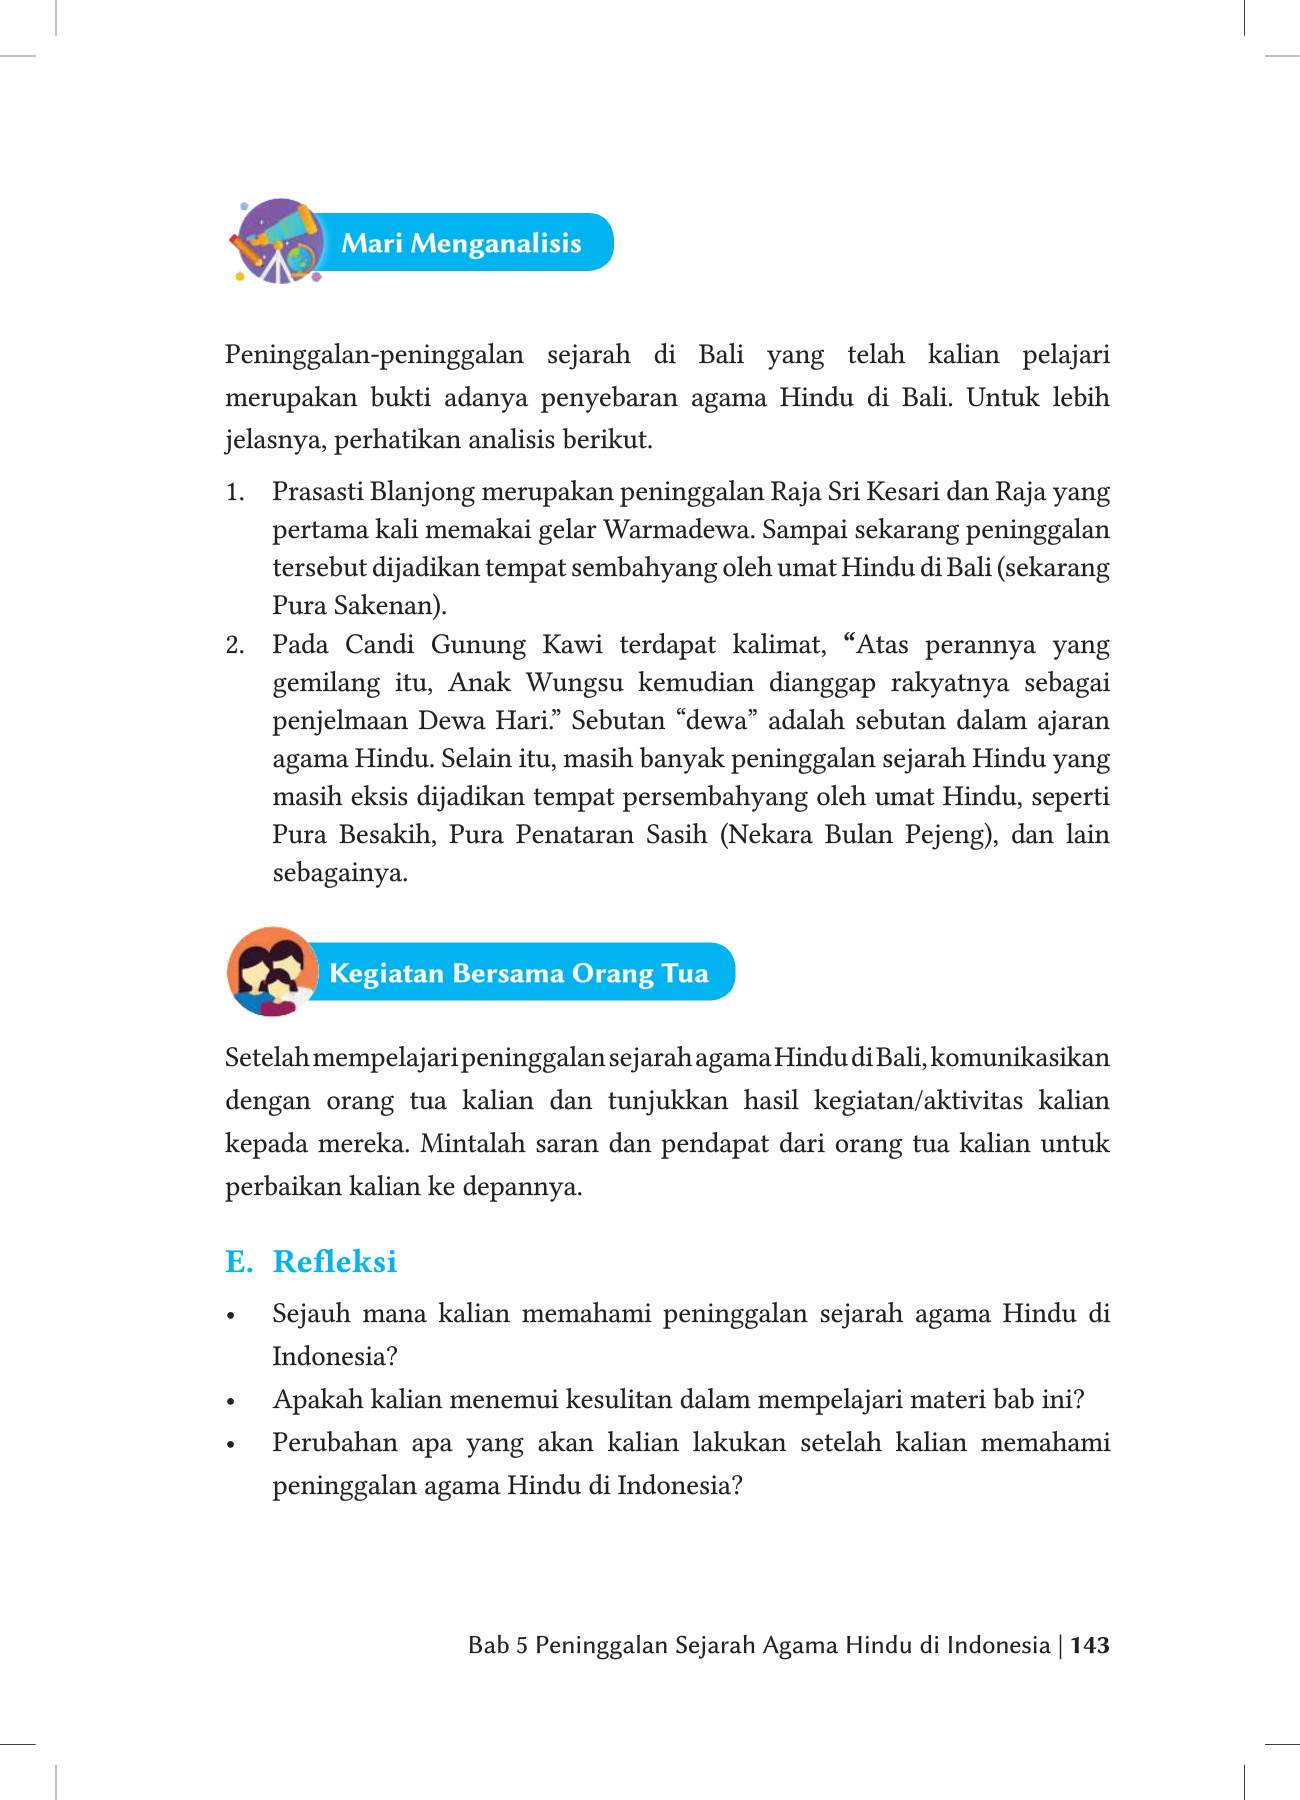 Mari Menganalisis
Peninggalan-peninggalan sejarah di Bali yang telah kalian pelajari
merupakan bukti adanya penyebaran agama Hindu di Bali. Untuk lebih
jelasnya, perhatikan analisis berikut.
1. Prasasti Blanjong merupakan peninggalan Raja Sri Kesari dan Raja yang
pertama kali memakai gelar Warmadewa. Sampai sekarang peninggalan
tersebut dijadikan tempat sembahyang oleh umat Hindu di Bali (sekarang
Pura Sakenan).
2. Pada Candi Gunung Kawi terdapat kalimat, “Atas perannya yang
gemilang itu, Anak Wungsu kemudian dianggap rakyatnya sebagai
penjelmaan Dewa Hari.” Sebutan “dewa” adalah sebutan dalam ajaran
agama Hindu. Selain itu, masih banyak peninggalan sejarah Hindu yang
masih eksis dijadikan tempat persembahyang oleh umat Hindu, seperti
Pura Besakih, Pura Penataran Sasih (Nekara Bulan Pejeng), dan lain
sebagainya.
Kegiatan Bersama Orang Tua
Setelah mempelajari peninggalan sejarah agama Hindu di Bali, komunikasikan
dengan orang tua kalian dan tunjukkan hasil kegiatan/aktivitas kalian
kepada mereka. Mintalah saran dan pendapat dari orang tua kalian untuk
perbaikan kalian ke depannya.
E. Refleksi
• Sejauh mana kalian memahami peninggalan sejarah agama Hindu di
Indonesia?
• Apakah kalian menemui kesulitan dalam mempelajari materi bab ini?
• Perubahan apa yang akan kalian lakukan setelah kalian memahami
peninggalan agama Hindu di Indonesia?
Bab 5 Peninggalan Sejarah Agama Hindu di Indonesia | 143